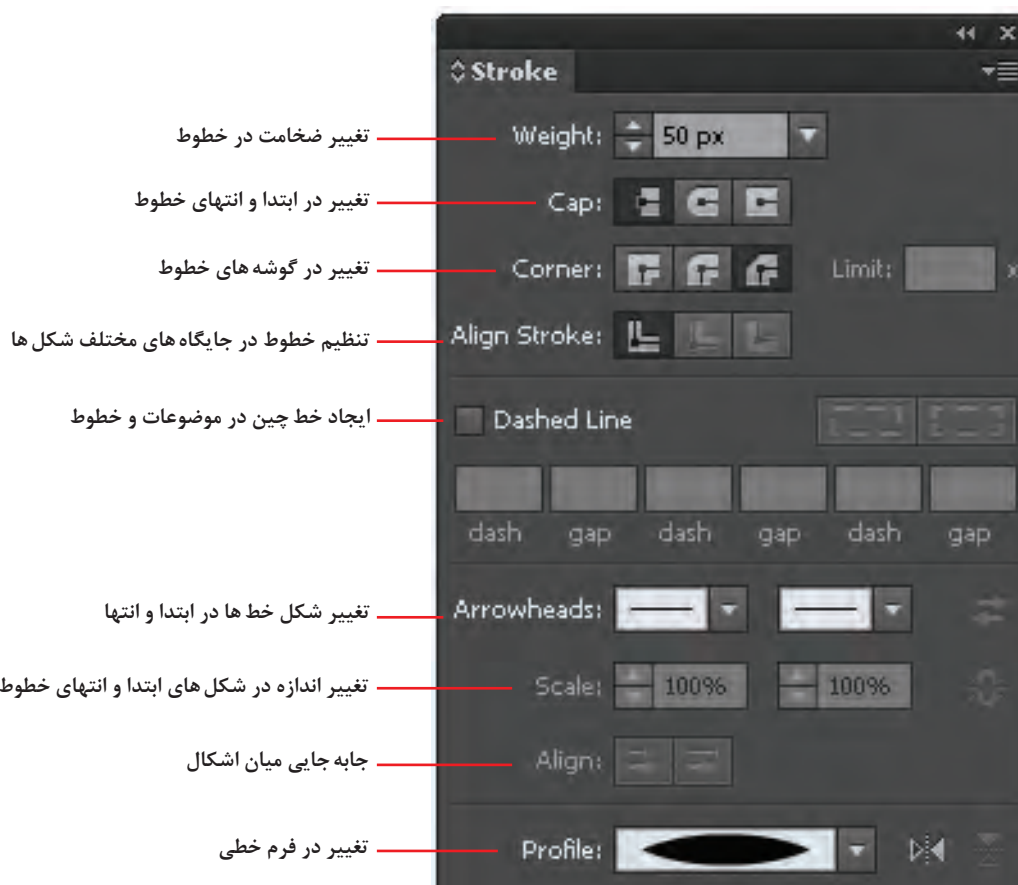 Stroke
تغییر ضخامت در خطوط
Weight: 50 px
تغییر در ابتدا و انتهای خطوط
Cap:
تغییر در گوشه های خطوط
Corner: Limit: x
تنظیم خطوط در جایگاه های مختلف شکل ها
Align Stroke:
ایجاد خط چین در موضوعات و خطوط
Dashed Line
dash gap dash gap dash gap
تغییر شکل خط ها در ابتدا و انتها
Arrowheads:
تغییر اندازه در شکل های ابتدا و انتهای خطوط
Scale: 100% 100%
جابه جایی میان اشکال
Align:
تغییر در فرم خطی
Profile: